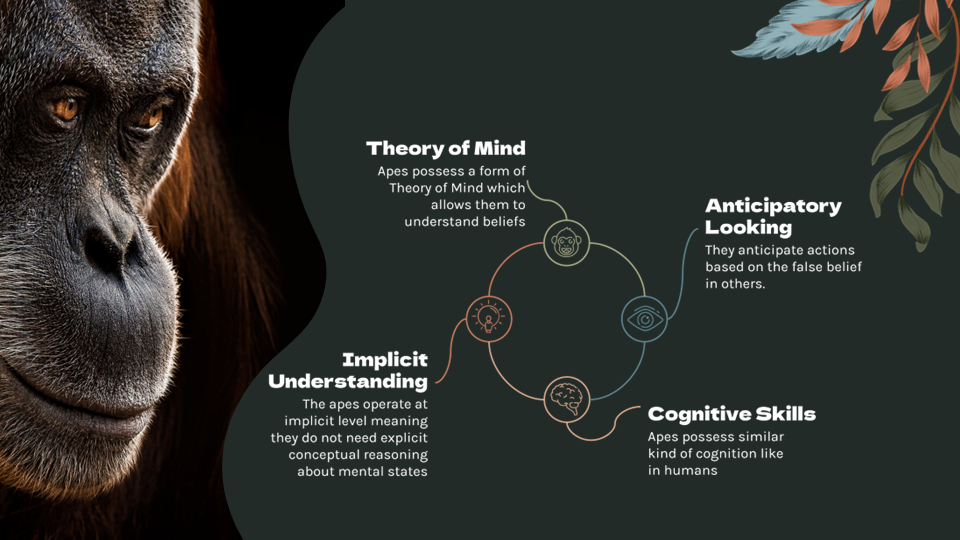 Theory of Mind
Apes possess a form of
Theory of Mind which
allows them to
understand beliefs
Anticipatory
Looking
They anticipate actions
based on the false belief
in others.
Implicit
Understanding
The apes operate at
implicit level meaning
they do not need explicit
conceptual reasoning
about mental states
Cognitive Skills
Apes possess similar
kind of cognition like
in humans